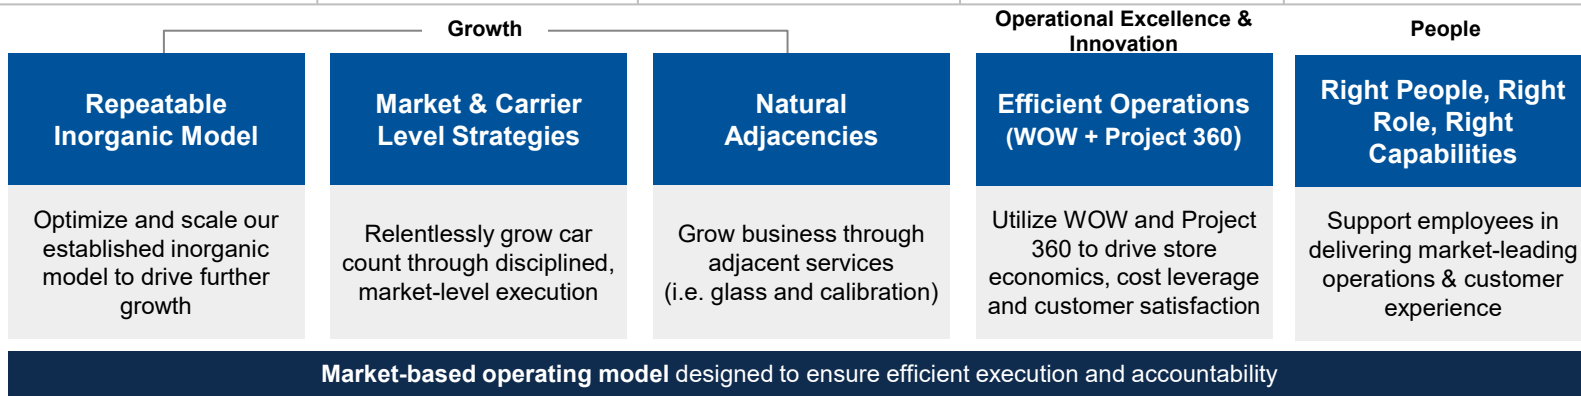 Growth
Operational Excellence &
Innovation
People
Repeatable
Inorganic Model
Optimize and scale our
established inorganic
model to drive further
growth
Market & Carrier
Level Strategies
Relentlessly grow car
count through disciplined,
market-level execution
Natural
Adjacencies
Grow business through
adjacent services
(i.e. glass and calibration)
Efficient Operations
(WOW + Project 360)
Utilize WOW and Project
360 to drive store
economics, cost leverage
and customer satisfaction
Right People, Right
Role, Right
Capabilities
Support employees in
delivering market-leading
operations & customer
experience
Market-based operating model designed to ensure efficient execution and accountability